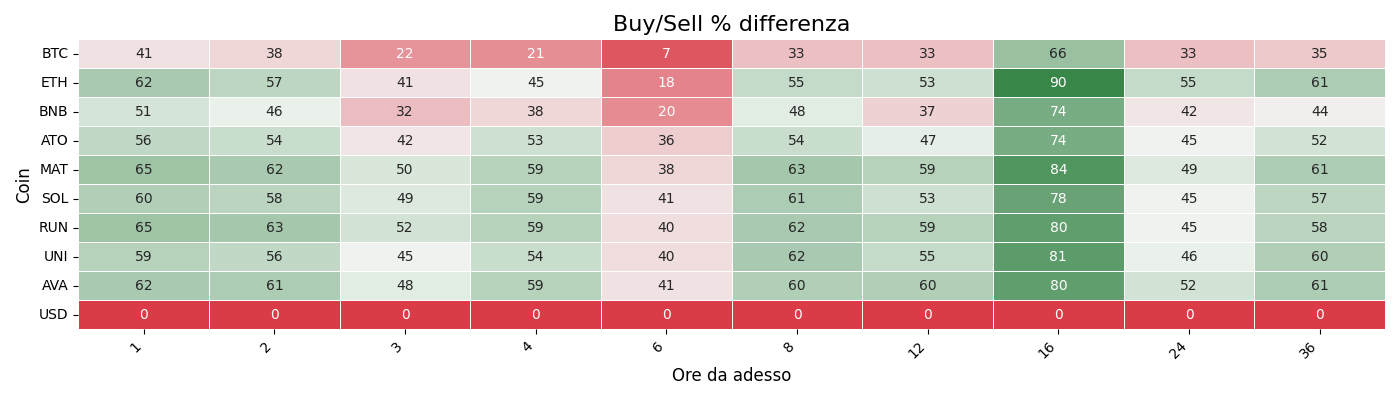 Buy/Sell % differenza
Coin
BTC 41 38 22 21 7 33 33 66 33 35
ETH 62 57 41 45 18 55 53 90 55 61
BNB 51 46 32 38 20 48 37 74 42 44
ATO 56 54 42 53 36 54 47 74 45 52
MAT 65 62 50 59 38 63 59 84 49 61
SOL 60 58 49 59 41 61 53 78 45 57
RUN 65 63 52 59 40 62 59 80 45 58
UNI 59 56 45 54 40 62 55 81 46 60
AVA 62 61 48 59 41 60 60 80 52 61
USD 0 0 0 0 0 0 0 0 0 0
1 2 3 4 6 8 12 16 24 36
Ore da adesso